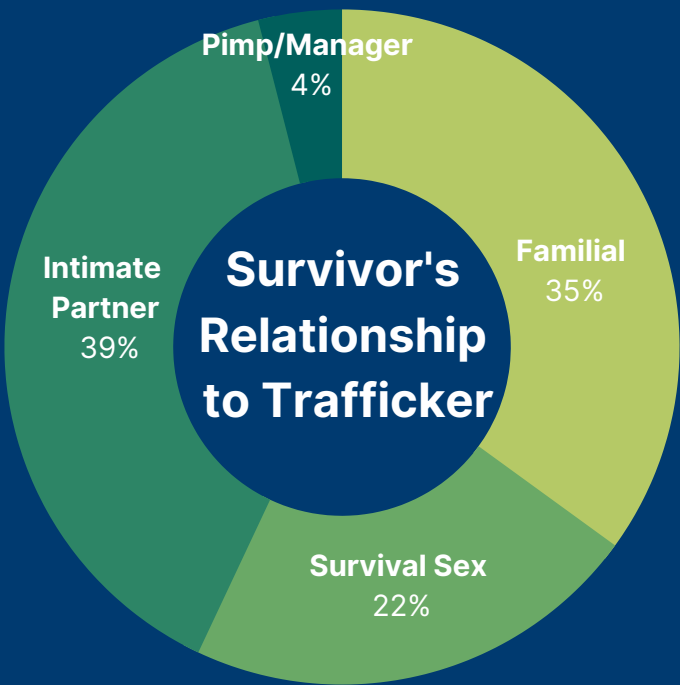 Pimp/Manager
4%
Familial
35%
Intimate
Partner
39%
Survivor's
Relationship
to Trafficker
Survival Sex
22%